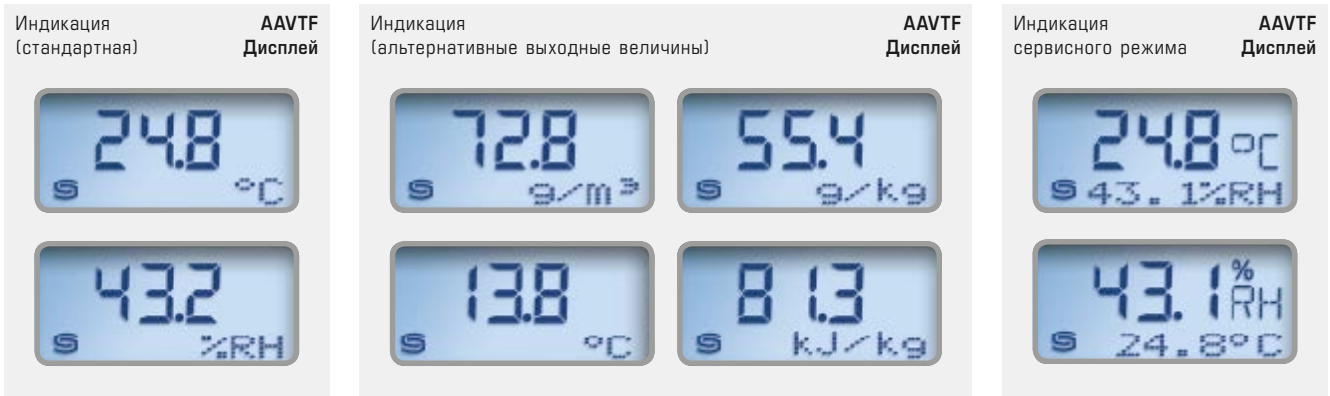 Индикация
(стандартная)
AAVTF
Дисплей
24.8
°C
43.2
%RH
Индикация
(альтернативные выходные величины)
AAVTF
Дисплей
72.8
g/m³
55.4
g/kg
13.8
°C
81.3
kJ/kg
Индикация
сервисного режима
AAVTF
Дисплей
24.8 °C
43.1%RH
43.1 % RH
24.8°C